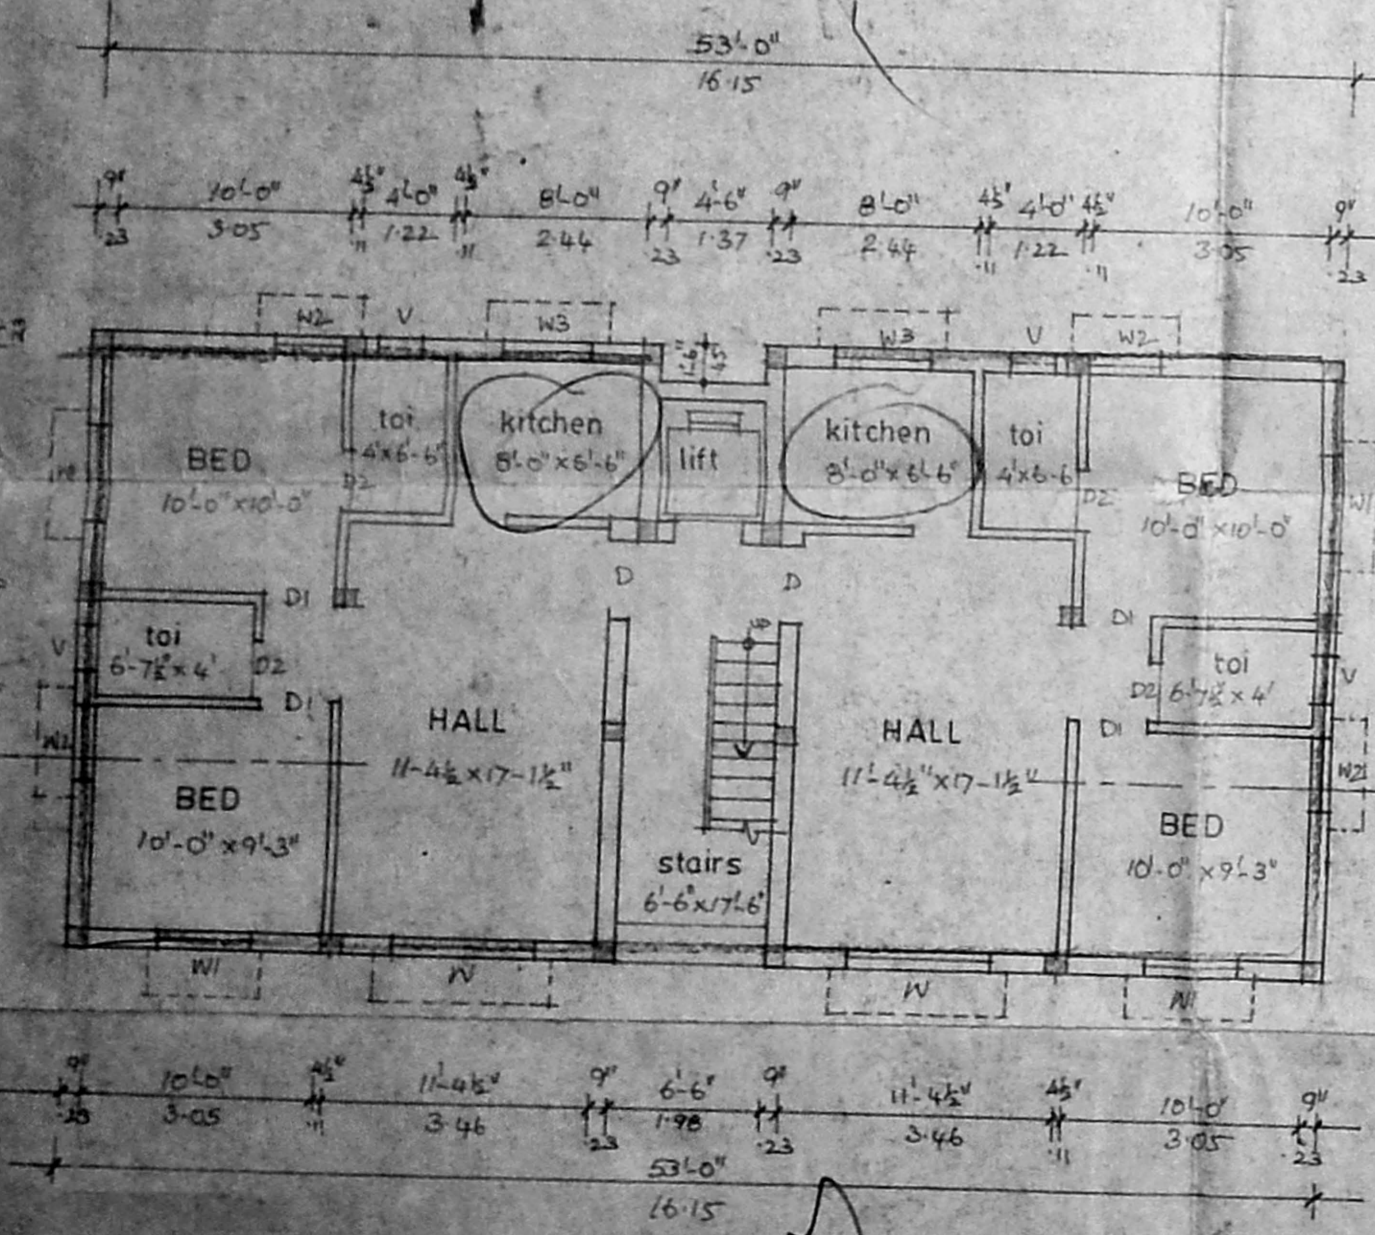 53'-0"
16.15
9" 10'-0" 4½" 4'-0" 4½" 8'-0" 9" 4'-6" 9" 8'-0" 4½" 4'-0" 4½" 10'-0" 9"
.23 3.05 .11 1.22 .11 2.44 .23 1.37 .23 2.44 .11 1.22 .11 3.05 .23
W2 V W3 W3 V W2
1'-6"
.45
toi kitchen kitchen toi
4'x6'-6" 8'-0"x6'-6" 8'-0"x6'-6" 4'x6-6
BED lift BED
10'-0"x10'-0" 10'-0"x10'-0"
D2 D2
W1
D D
D1 D1
toi toi
6'-7½"x4' 6'-7½"x4'
V D2 D2 V
D1 D1
HALL HALL
11-4½x17-1½" 11'-4½"x17-1½"
W2 W2
BED BED
10'-0"x9'-3" 10'-0"x9'-3"
stairs
6'-6"x17'-6"
W1 W W W1
9" 10'-0" 4½" 11'-4½" 9" 6'-6" 9" 11'-4½" 4½" 10'-0" 9"
.23 3.05 .11 3.46 .23 1.98 .23 3.46 .11 3.05 .23
53'-0"
16.15